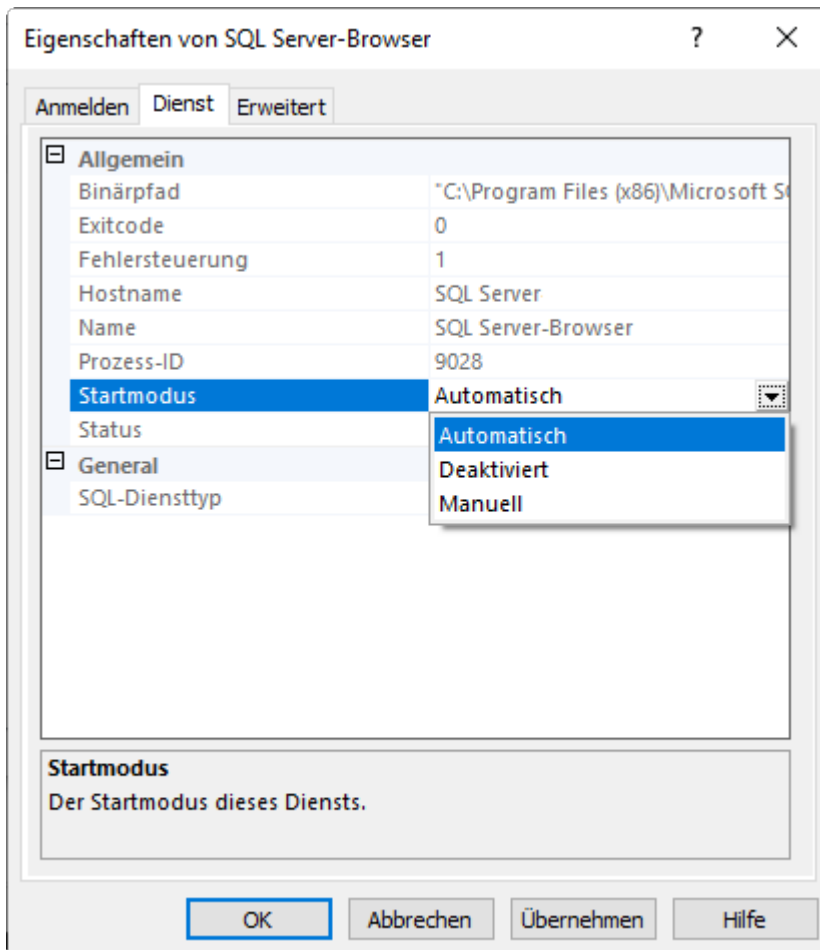 Eigenschaften von SQL Server-Browser ?
Anmelden Dienst Erweitert
Allgemein
Binärpfad "C:\Program Files (x86)\Microsoft S
Exitcode 0
Fehlersteuerung 1
Hostname SQL Server
Name SQL Server-Browser
Prozess-ID 9028
Startmodus Automatisch
Status Automatisch
Deaktiviert
General
SQL-Diensttyp Manuell
Startmodus
Der Startmodus dieses Diensts.
OK Abbrechen Übernehmen Hilfe